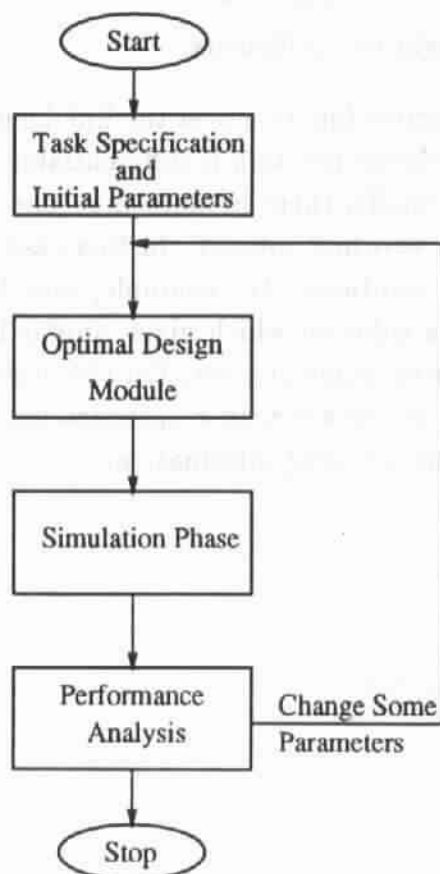 Start
Task Specification
and
Initial Parameters
Optimal Design
Module
Simulation Phase
Performance
Analysis
Change Some
Parameters
Stop